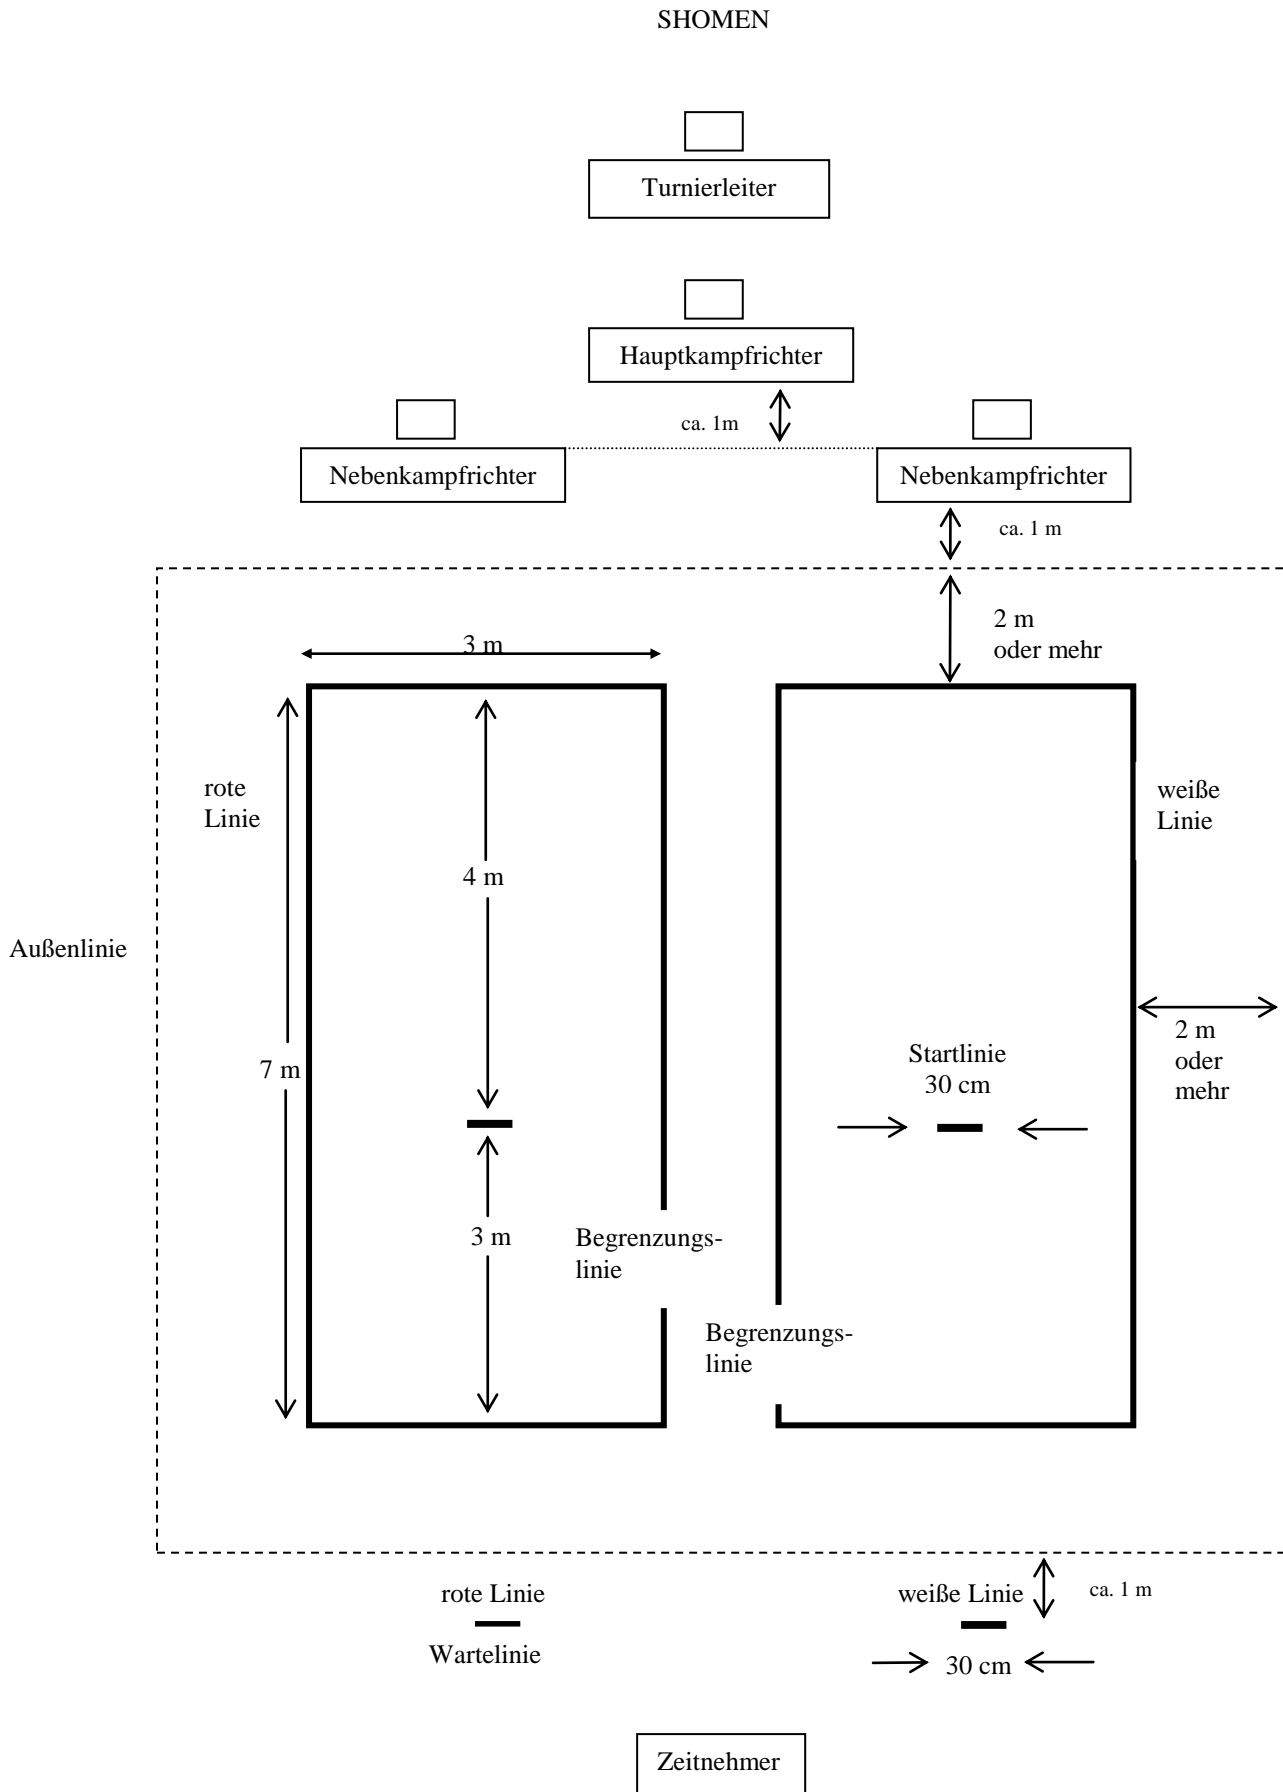 SHOMEN
Turnierleiter
Hauptkampfrichter
ca. 1m
Nebenkampfrichter
Nebenkampfrichter
ca. 1 m
2 m
oder mehr
3 m
rote
Linie
weiße
Linie
4 m
Außenlinie
2 m
oder
mehr
Startlinie
30 cm
7 m
3 m
Begrenzungs-
linie
Begrenzungs-
linie
rote Linie
weiße Linie
ca. 1 m
Wartelinie
30 cm
Zeitnehmer